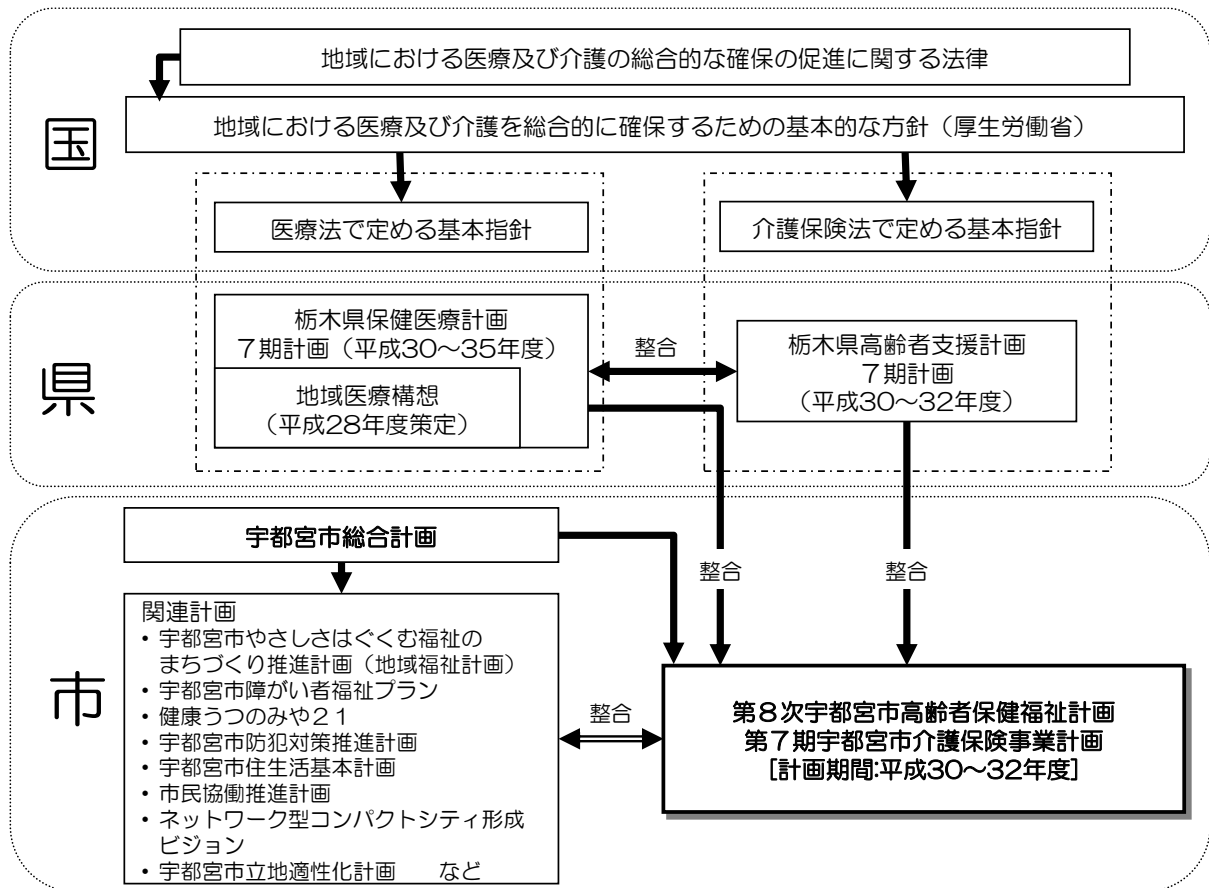 国
地域における医療及び介護の総合的な確保の促進に関する法律
地域における医療及び介護を総合的に確保するための基本的な方針（厚生労働省）
医療法で定める基本指針
介護保険法で定める基本指針
県
栃木県保健医療計画
７期計画（平成30～35年度）
地域医療構想
（平成28年度策定）
整合
栃木県高齢者支援計画
７期計画
（平成30～32年度）
市
宇都宮市総合計画
整合
整合
関連計画
・宇都宮市やさしさはぐくむ福祉の
まちづくり推進計画（地域福祉計画）
・宇都宮市障がい者福祉プラン
・健康うつのみや２１
・宇都宮市防犯対策推進計画
・宇都宮市住生活基本計画
・市民協働推進計画
・ネットワーク型コンパクトシティ形成
ビジョン
・宇都宮市立地適性化計画　　など
整合
第８次宇都宮市高齢者保健福祉計画
第７期宇都宮市介護保険事業計画
[計画期間:平成30～32年度]